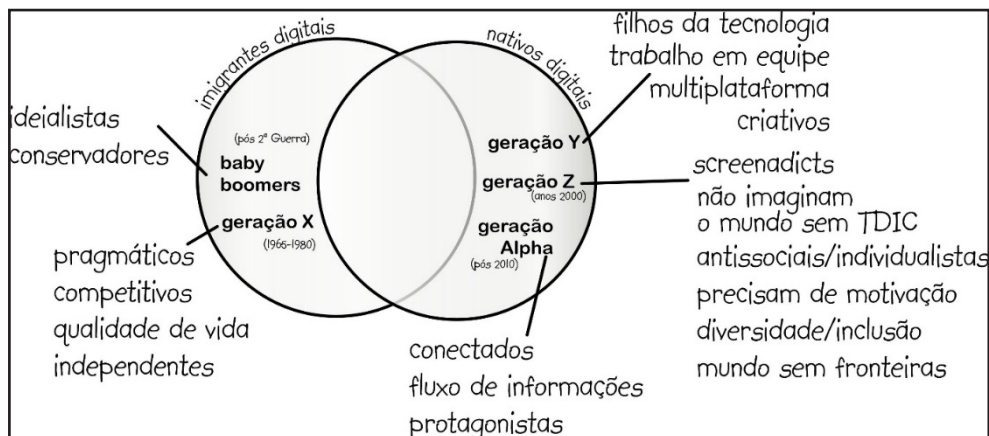 imigrantes digitais
nativos digitais
idealistas
conservadores
(pós 2ª Guerra)
baby
boomers
geração X
(1965-1980)
pragmáticos
competitivos
qualidade de vida
independentes
filhos da tecnologia
trabalho em equipe
multiplataforma
criativos
geração Y
geração Z
(anos 2000)
geração
Alpha
(pós 2010)
screenadicts
não imaginam
o mundo sem TDIC
antissociais/individualistas
precisam de motivação
diversidade/inclusão
mundo sem fronteiras
conectados
fluxo de informações
protagonistas